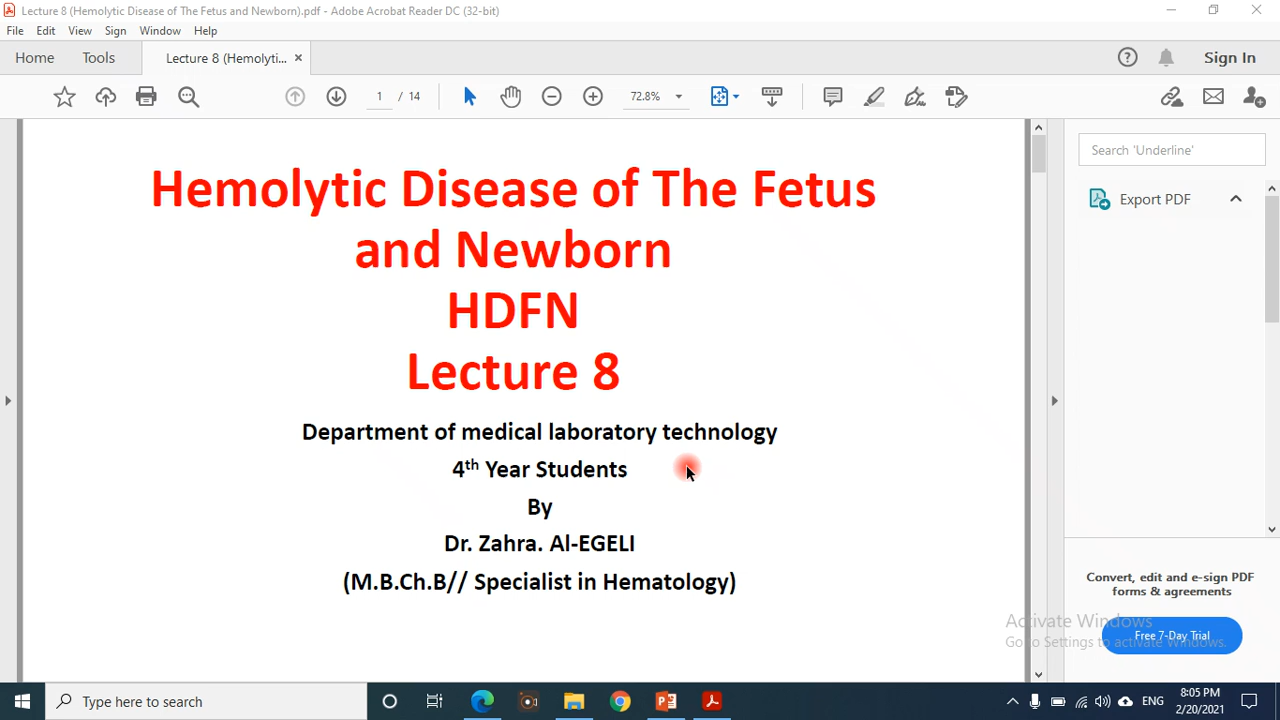 Lecture 8 (Hemolytic Disease of The Fetus and Newborn).pdf - Adobe Acrobat Reader DC (32-bit)
File Edit View Sign Window Help
Home Tools Lecture 8 (Hemolyti... × Sign In
1 / 14 72.8%
Search 'Underline'
Export PDF
Hemolytic Disease of The Fetus
and Newborn
HDFN
Lecture 8
Department of medical laboratory technology
4th Year Students
By
Dr. Zahra. Al-EGELI
(M.B.Ch.B// Specialist in Hematology)
Convert, edit and e-sign PDF
forms & agreements
Activate Windows
Go to Settings to activate Windows.
Free 7-Day Trial
Type here to search
ENG
8:05 PM
2/20/2021